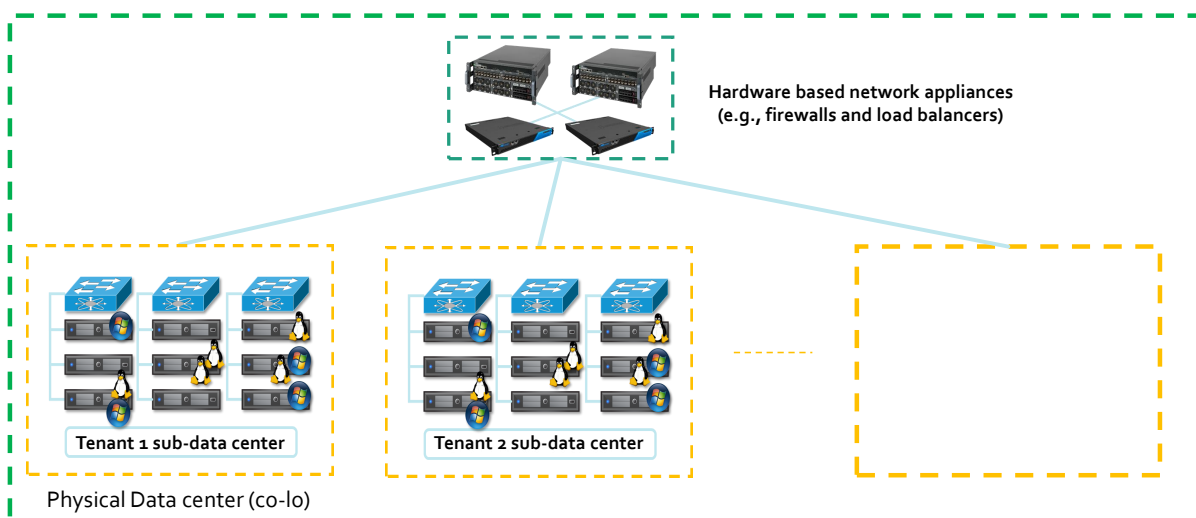 Hardware based network appliances
(e.g., firewalls and load balancers)
Tenant 1 sub-data center
Tenant 2 sub-data center
Physical Data center (co-lo)